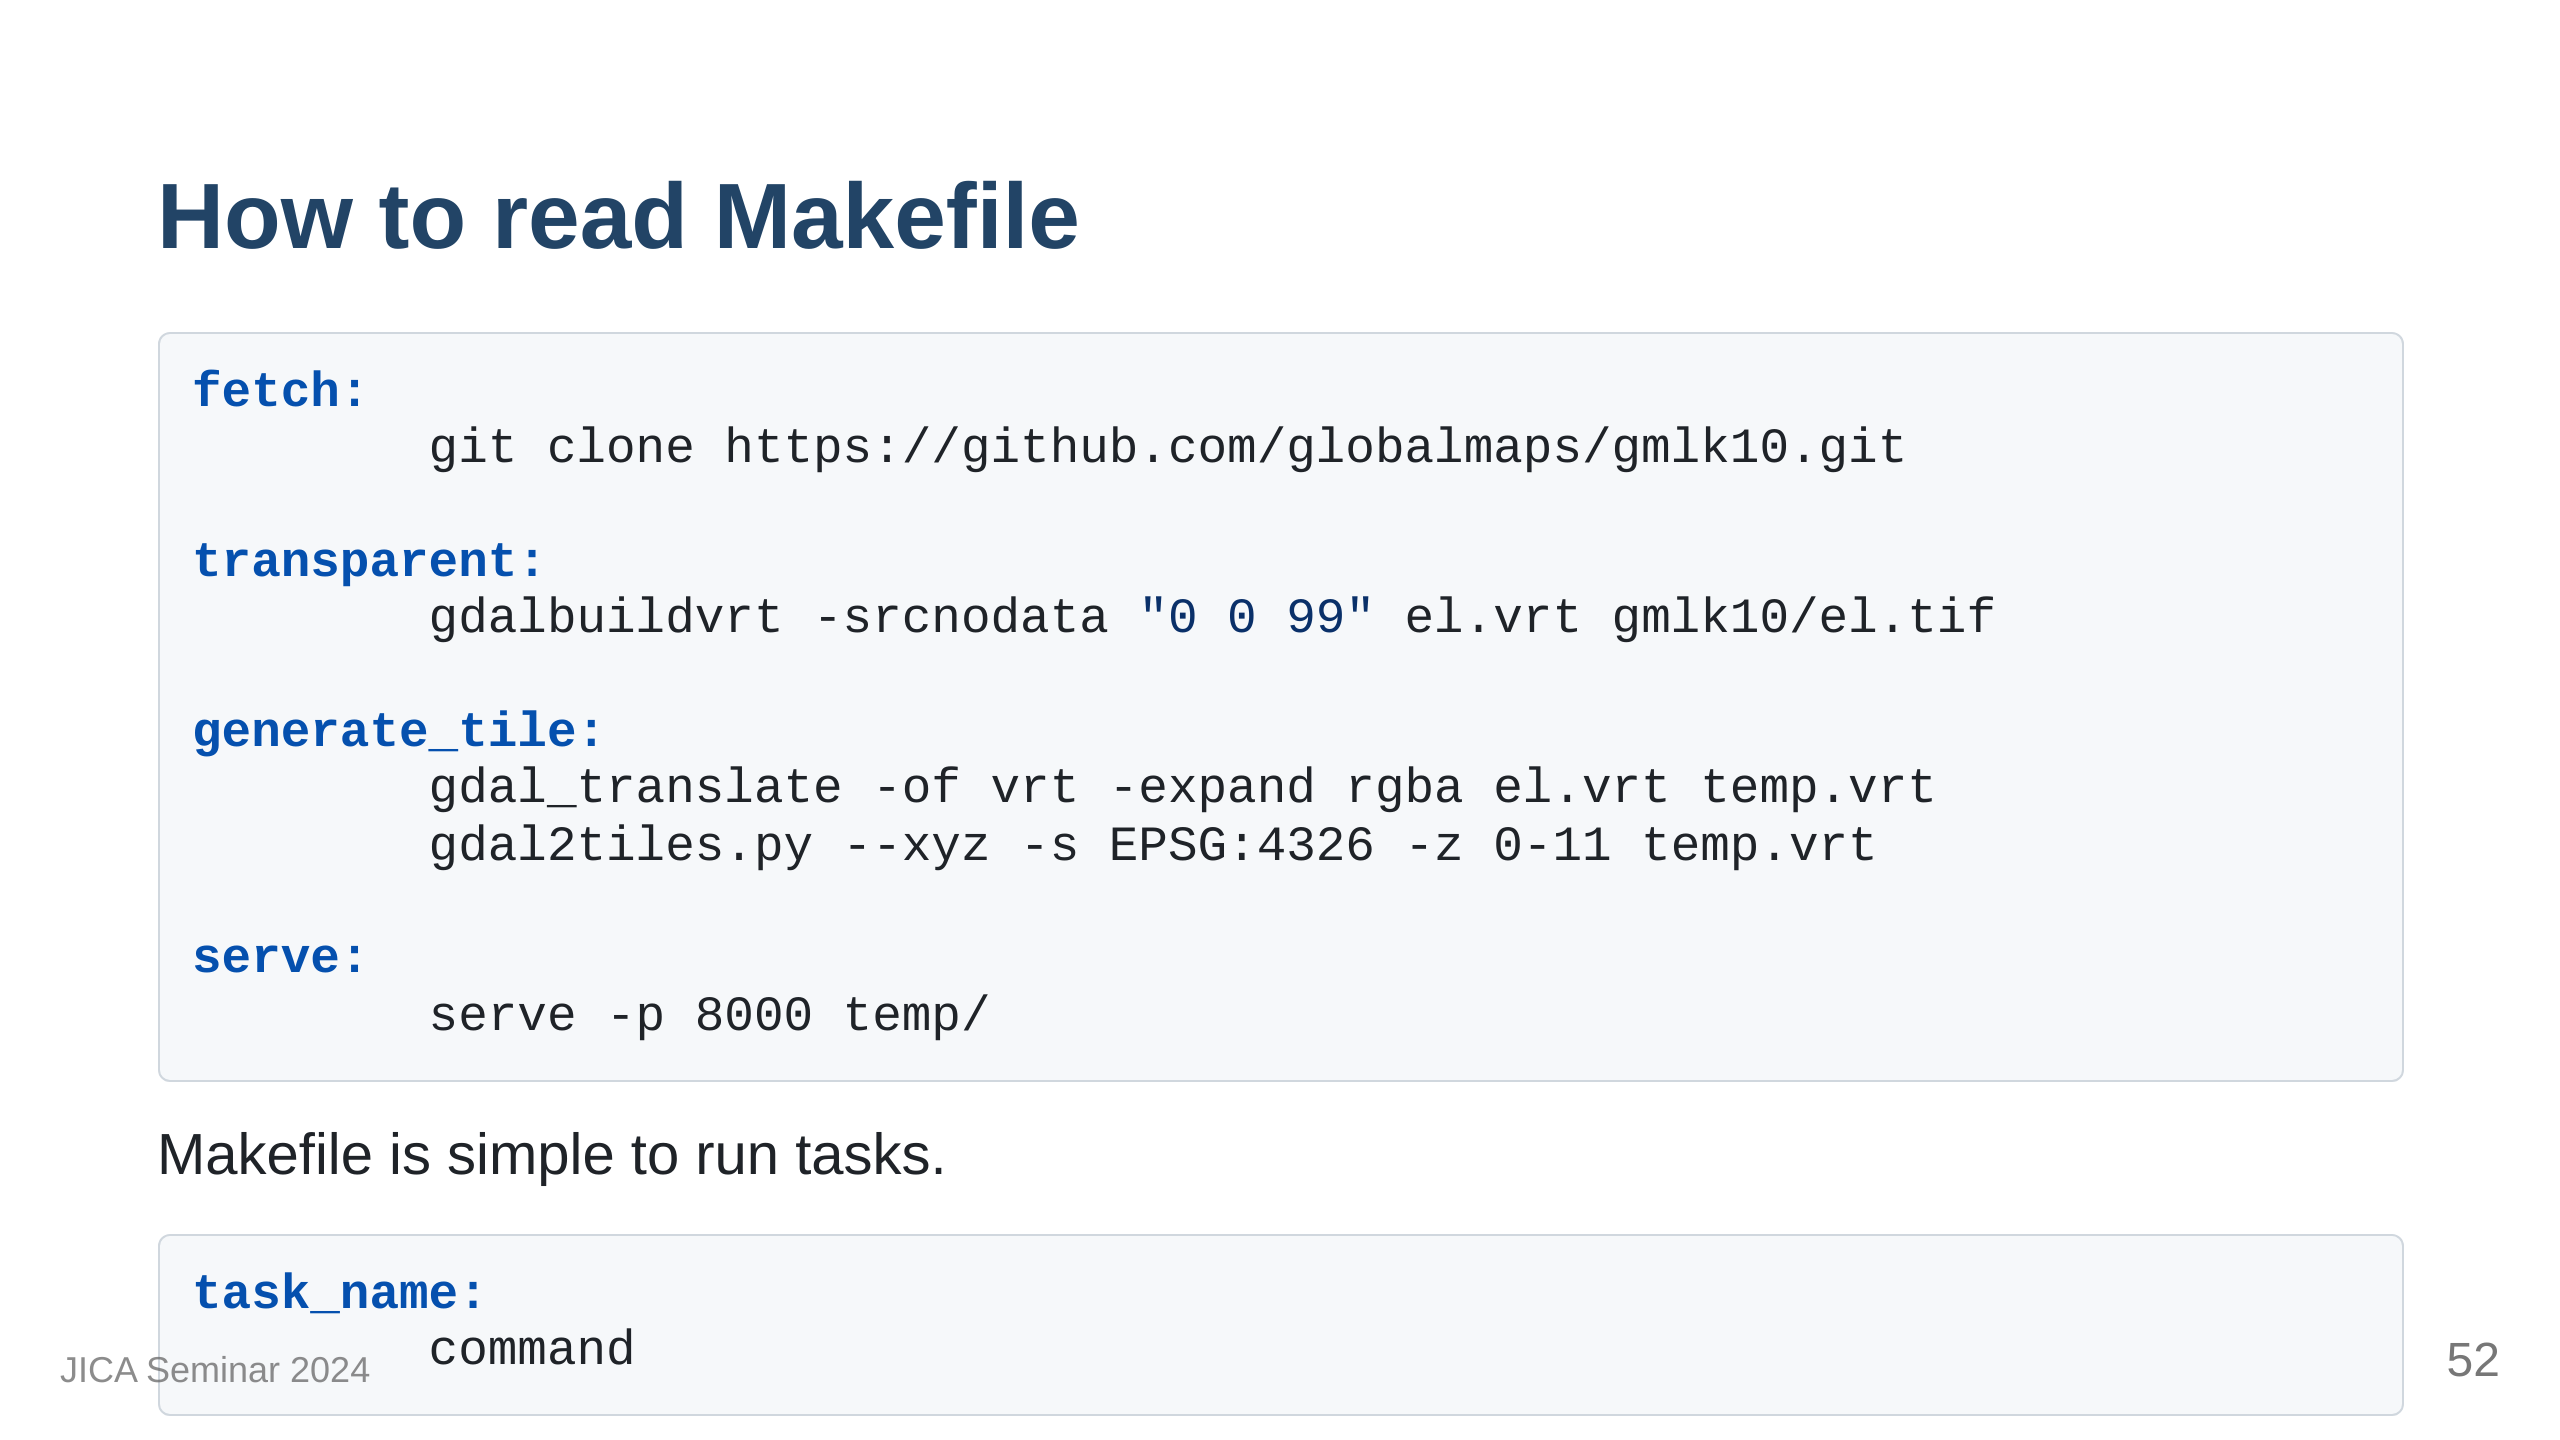 How to read Makefile
fetch:
        git clone https://github.com/globalmaps/gmlk10.git
transparent:
        gdalbuildvrt -srcnodata "0 0 99" el.vrt gmlk10/el.tif
generate_tile:
        gdal_translate -of vrt -expand rgba el.vrt temp.vrt
        gdal2tiles.py --xyz -s EPSG:4326 -z 0-11 temp.vrt
serve:
        serve -p 8000 temp/
Makefile is simple to run tasks.
task_name:
        command
JICA Seminar 2024
52